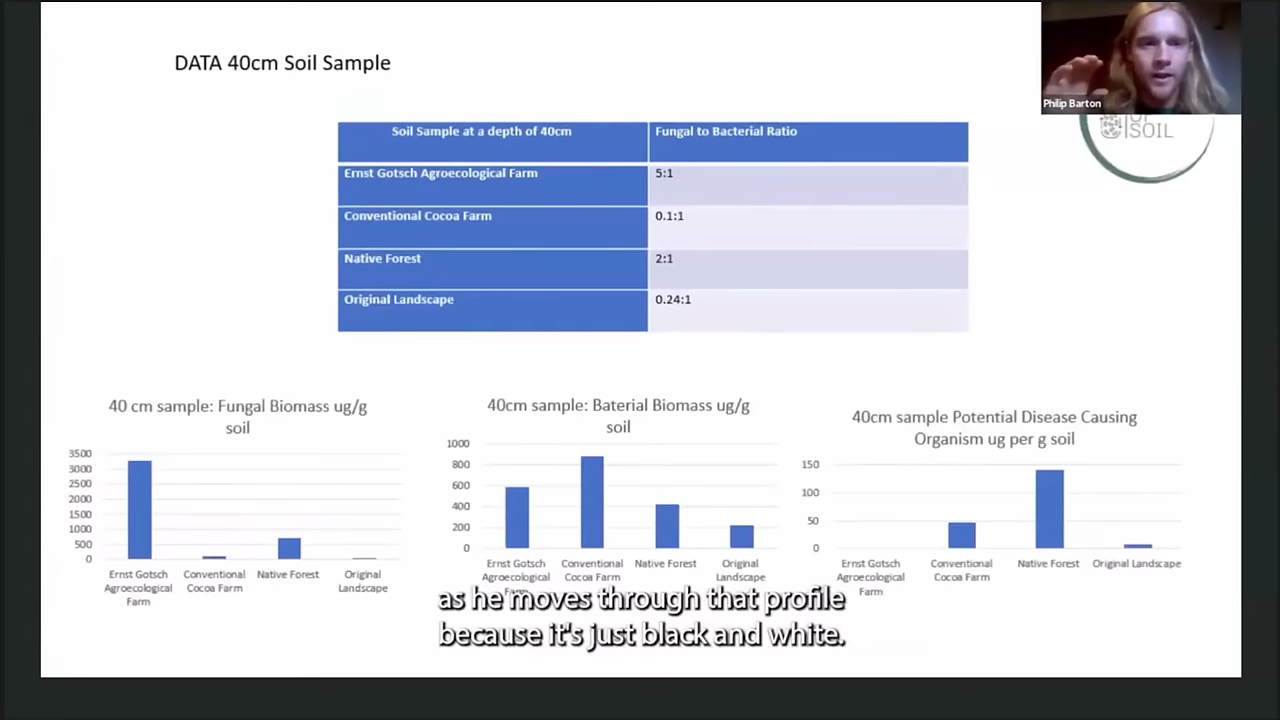 DATA 40cm Soil Sample
Philip Barton
SOIL
Soil Sample at a depth of 40cm Fungal to Bacterial Ratio
Ernst Gotsch Agroecological Farm 5:1
Conventional Cocoa Farm 0.1:1
Native Forest 2:1
Original Landscape 0.24:1
40 cm sample: Fungal Biomass ug/g
soil
3500
3000
2500
2000
1500
1000
500
0
Ernst Gotsch
Agroecological
Farm
Conventional
Cocoa Farm
Native Forest
Original
Landscape
40cm sample: Baterial Biomass ug/g
soil
1000
800
600
400
200
0
Ernst Gotsch
Agroecological
Conventional
Cocoa Farm
Native Forest
Original
Landscape
40cm sample Potential Disease Causing
Organism ug per g soil
150
100
50
0
Ernst Gotsch
Agroecological
Farm
Conventional
Cocoa Farm
Native Forest
Original Landscape
as he moves through that profile
because it's just black and white.